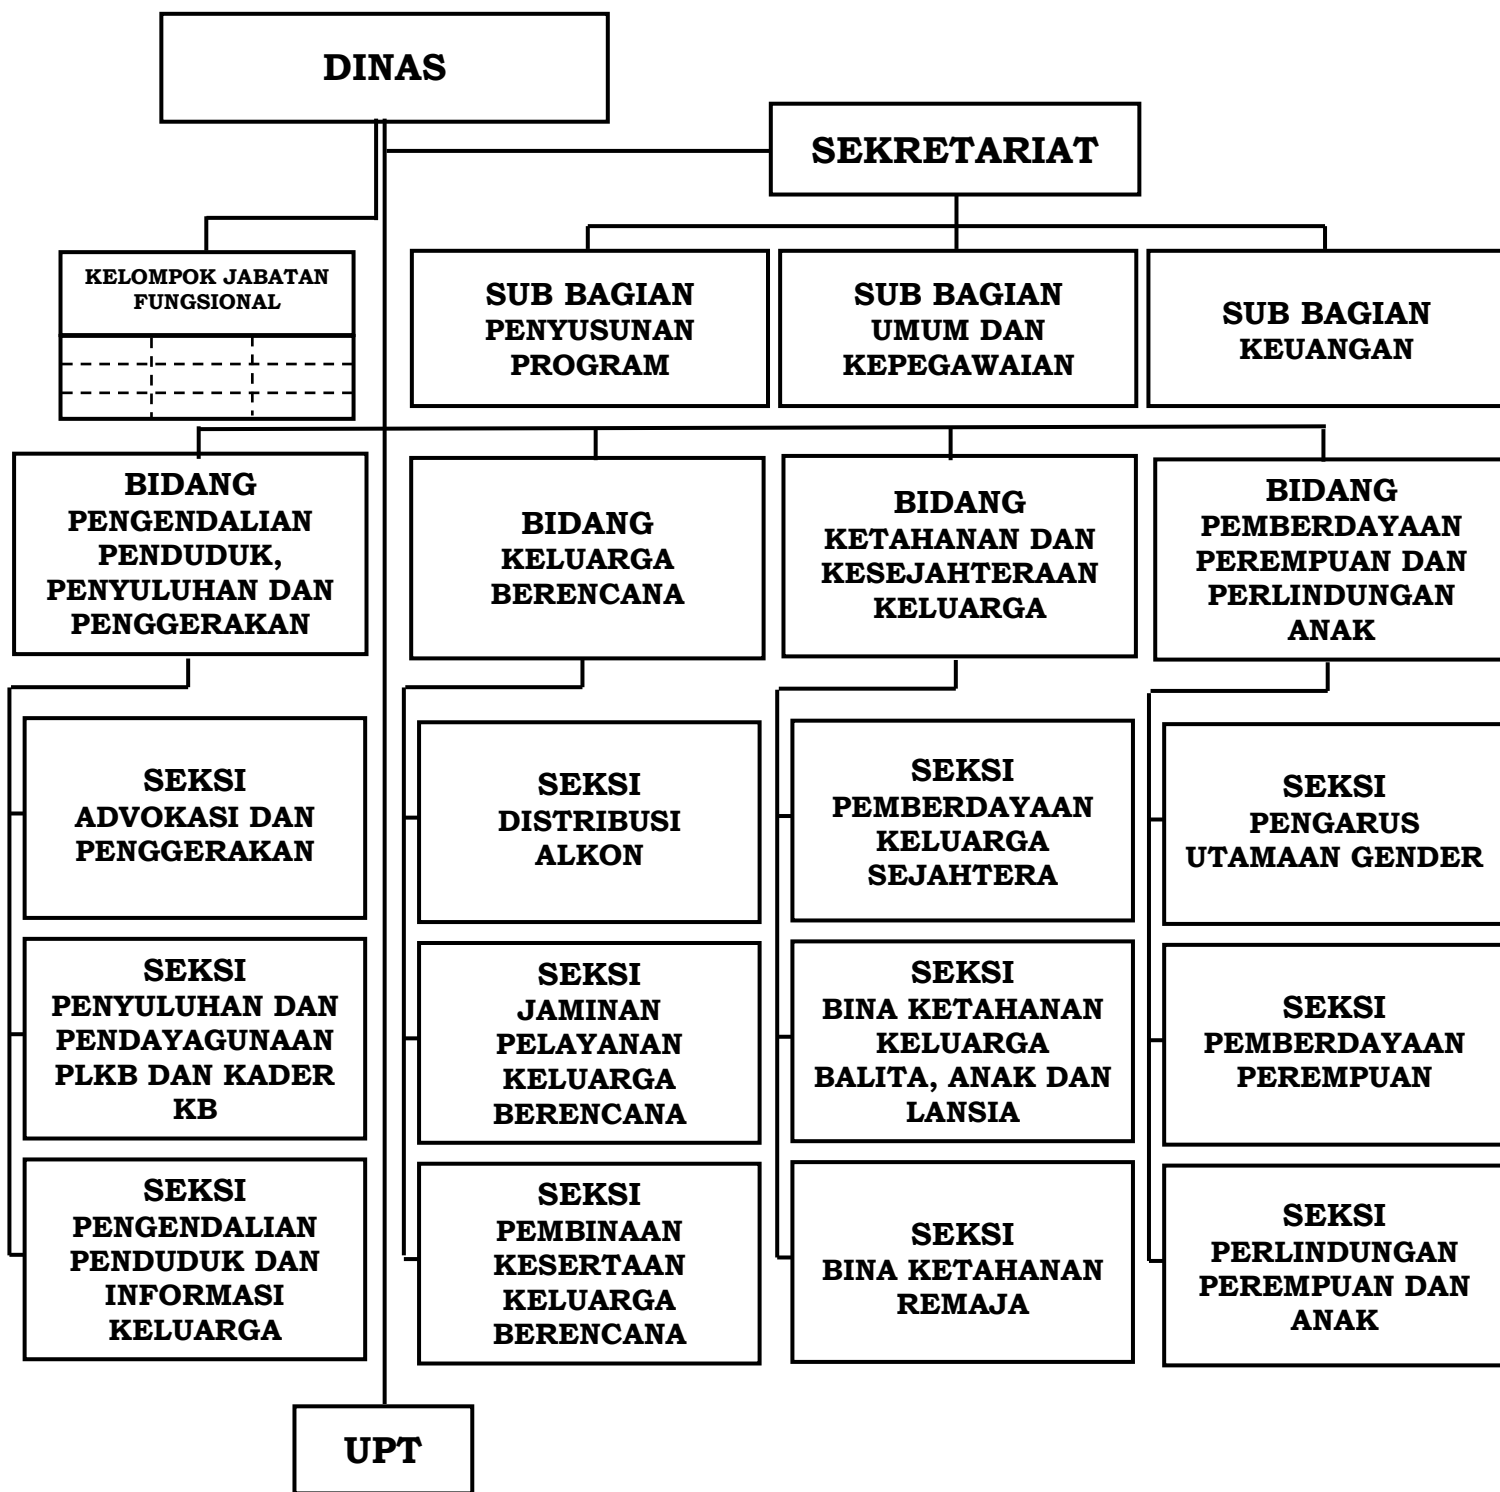 DINAS
SEKRETARIAT
KELOMPOK JABATAN
FUNGSIONAL
SUB BAGIAN
PENYUSUNAN
PROGRAM
SUB BAGIAN
UMUM DAN
KEPEGAWAIAN
SUB BAGIAN
KEUANGAN
BIDANG
PENGENDALIAN
PENDUDUK,
PENYULUHAN DAN
PENGGERAKAN
BIDANG
KELUARGA
BERENCANA
BIDANG
KETAHANAN DAN
KESEJAHTERAAN
KELUARGA
BIDANG
PEMBERDAYAAN
PEREMPUAN DAN
PERLINDUNGAN
ANAK
SEKSI
ADVOKASI DAN
PENGGERAKAN
SEKSI
DISTRIBUSI
ALKON
SEKSI
PEMBERDAYAAN
KELUARGA
SEJAHTERA
SEKSI
PENGARUS
UTAMAAN GENDER
SEKSI
PENYULUHAN DAN
PENDAYAGUNAAN
PLKB DAN KADER
KB
SEKSI
JAMINAN
PELAYANAN
KELUARGA
BERENCANA
SEKSI
BINA KETAHANAN
KELUARGA
BALITA, ANAK DAN
LANSIA
SEKSI
PEMBERDAYAAN
PEREMPUAN
SEKSI
PENGENDALIAN
PENDUDUK DAN
INFORMASI
KELUARGA
SEKSI
PEMBINAAN
KESERTAAN
KELUARGA
BERENCANA
SEKSI
BINA KETAHANAN
REMAJA
SEKSI
PERLINDUNGAN
PEREMPUAN DAN
ANAK
UPT